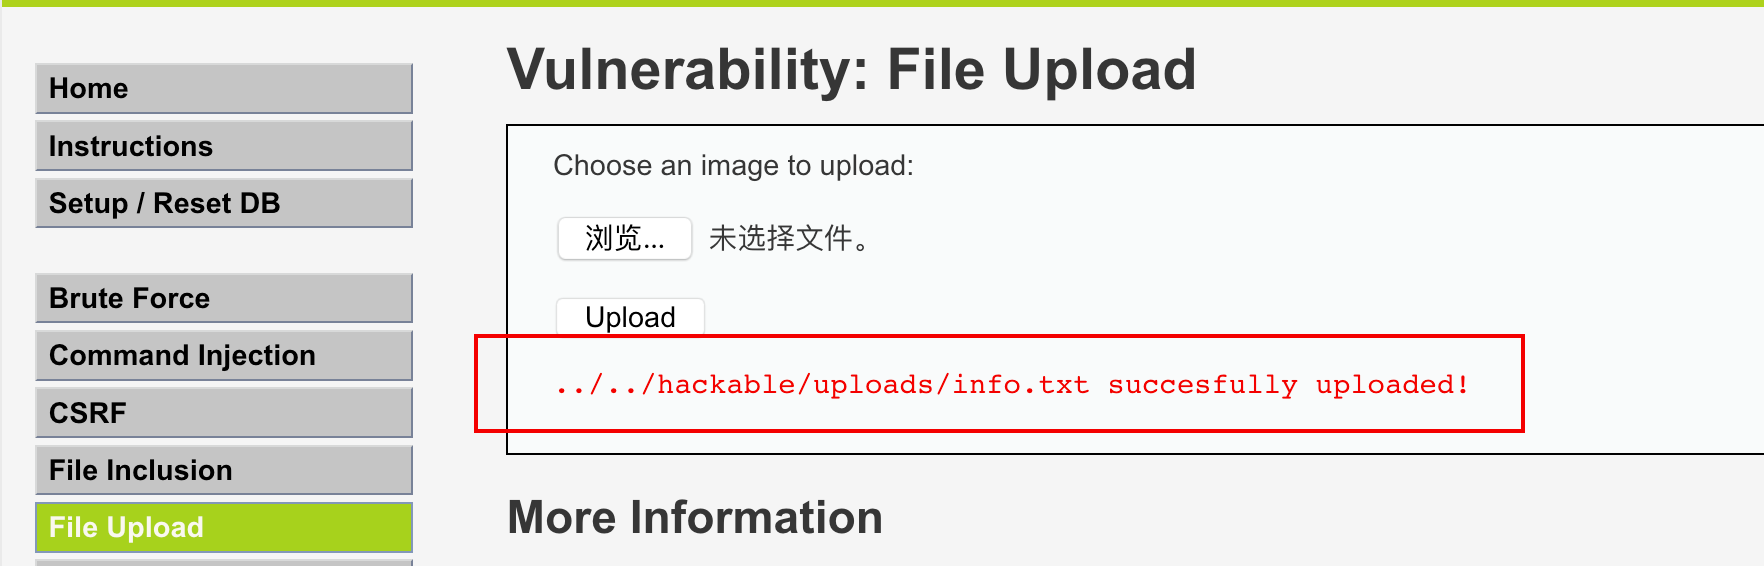 Home
Instructions
Setup / Reset DB
Brute Force
Command Injection
CSRF
File Inclusion
File Upload
Vulnerability: File Upload
Choose an image to upload:
浏览... 未选择文件。
Upload
../../hackable/uploads/info.txt succesfully uploaded!
More Information